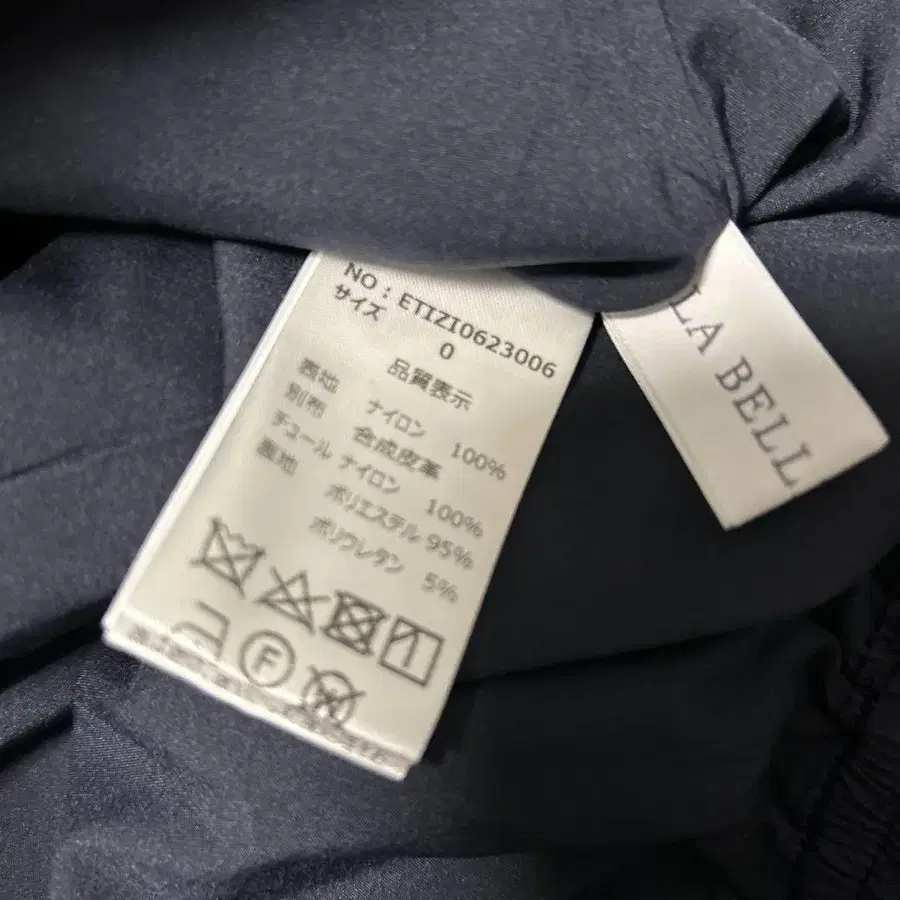 NO : ETIZI0623006
サイズ 0
品質表示
表地 ナイロン 100%
別布 合成皮革
チュール ナイロン 100%
表地 ポリエステル 95%
ポリウレタン 5%
F
W
LA BELL